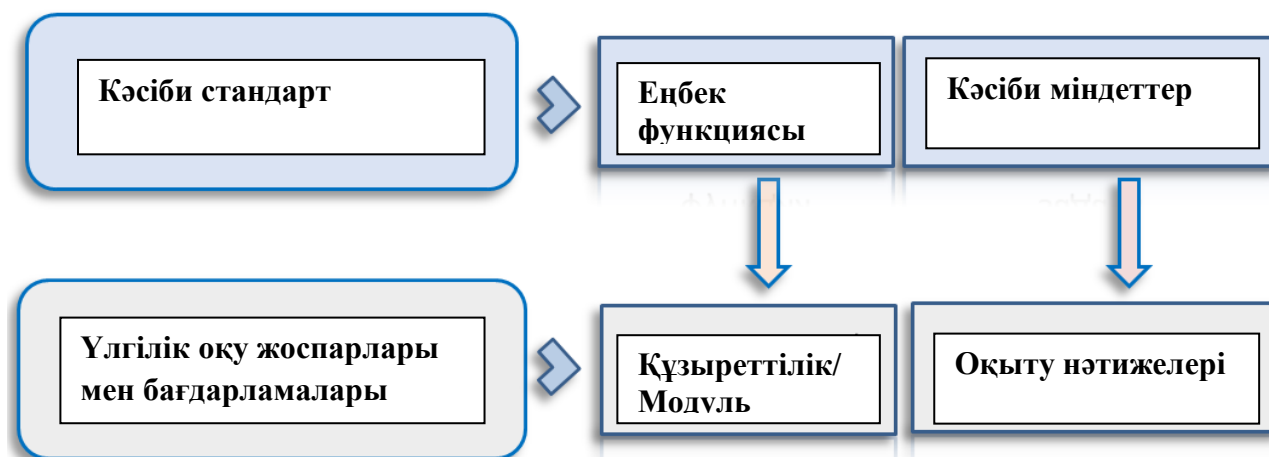 Кәсіби стандарт
Еңбек
функциясы
Кәсіби міндеттер
Үлгілік оқу жоспарлары
мен бағдарламалары
Құзыреттілік/
Модуль
Оқыту нәтижелері